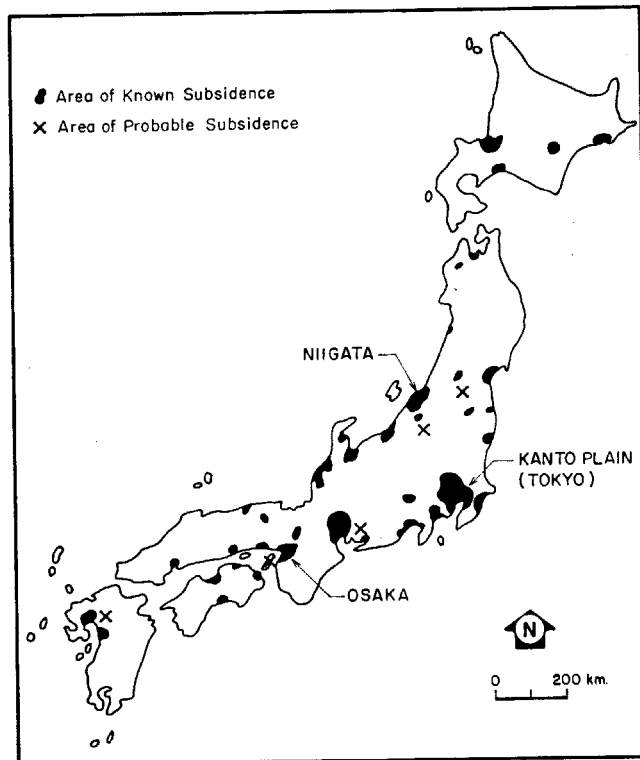 Area of Known Subsidence
× Area of Probable Subsidence
NIIGATA
KANTO PLAIN
(TOKYO)
OSAKA
N
0 200 km.